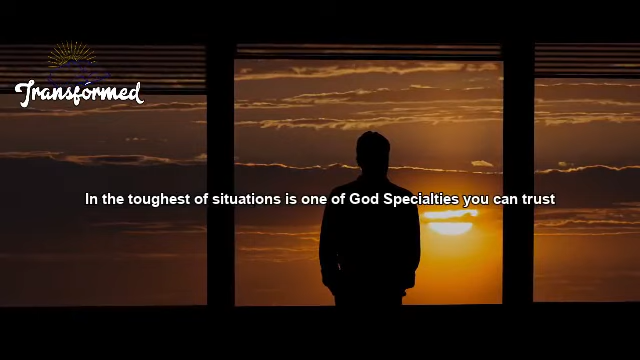 Transformed
In the toughest of situations is one of God Specialties you can trust